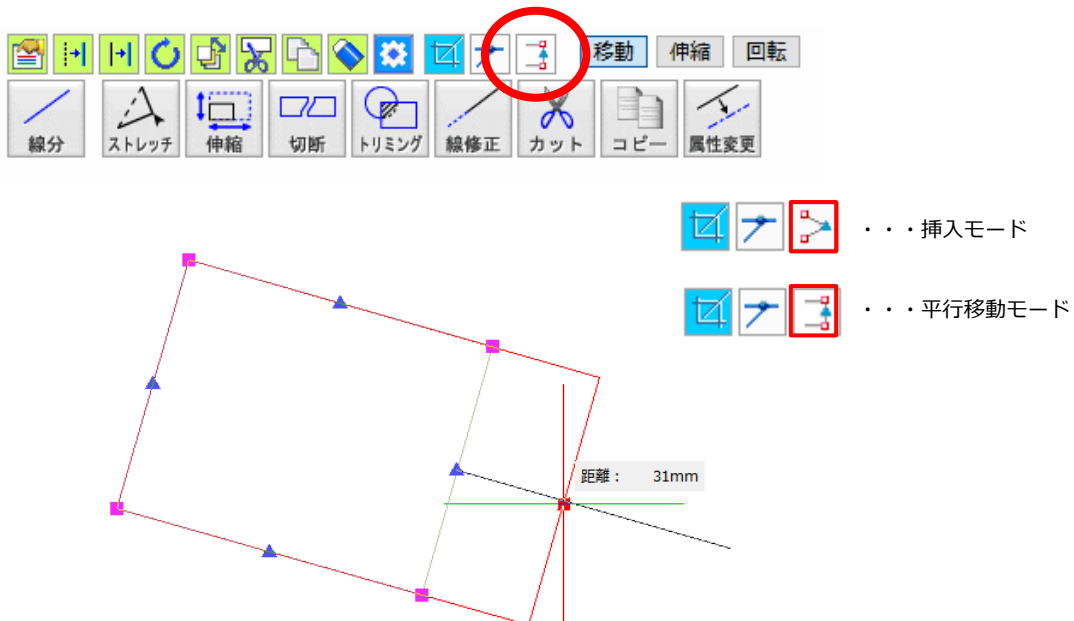 移動 伸縮 回転
線分 ストレッチ 伸縮 切断 トリミング 線修正 カット コピー 属性変更
・・・挿入モード
・・・平行移動モード
距離： 31mm